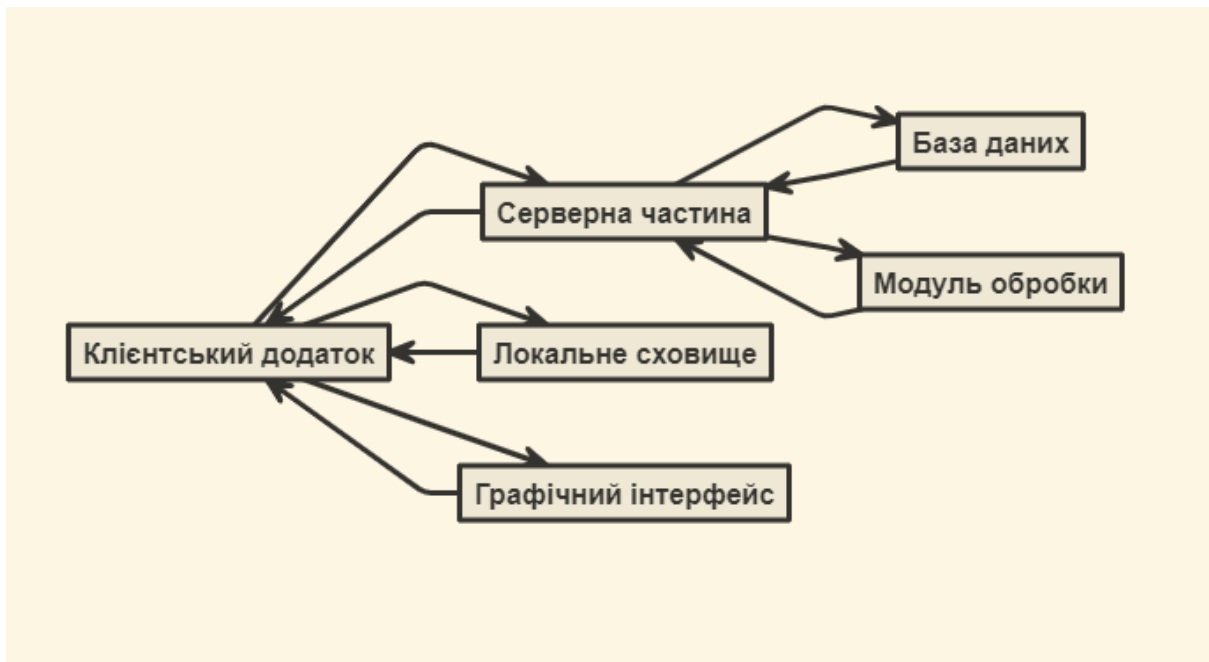 База даних
Серверна частина
Модуль обробки
Клієнтський додаток
Локальне сховище
Графічний інтерфейс